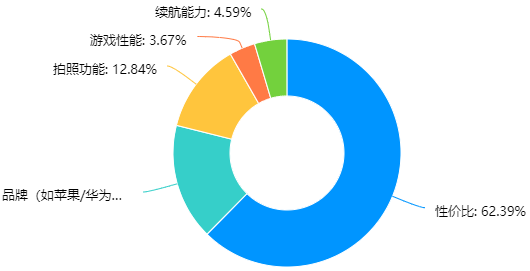 续航能力: 4.59%
游戏性能: 3.67%
拍照功能: 12.84%
品牌（如苹果/华为...
性价比: 62.39%